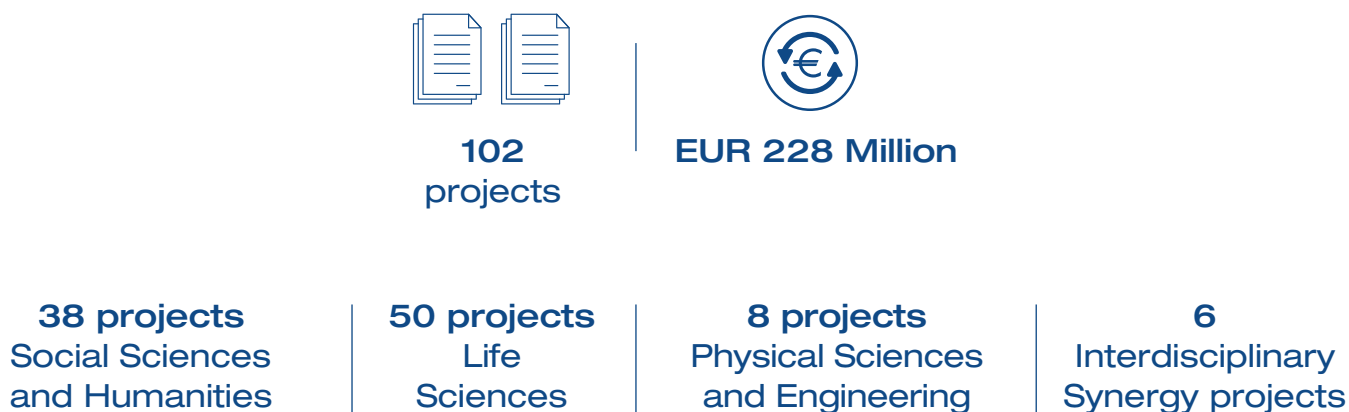 102
projects
EUR 228 Million
38 projects
Social Sciences
and Humanities
50 projects
Life
Sciences
8 projects
Physical Sciences
and Engineering
6
Interdisciplinary
Synergy projects